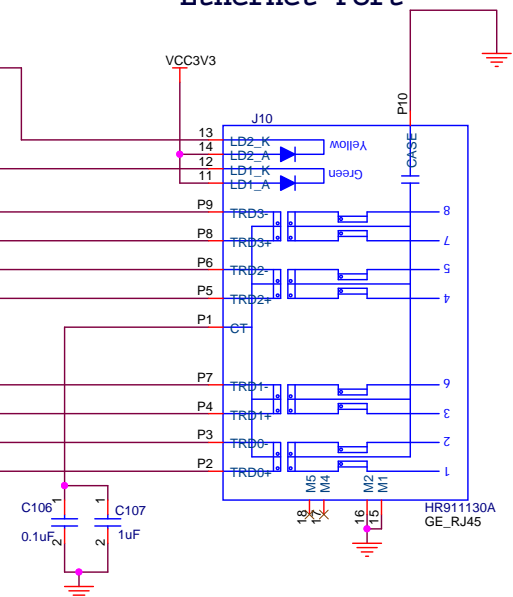 Ethernet Port
VCC3V3
P10
J10
13 LD2_K
14 LD2_A
Yellow
12 LD1_K
11 LD1_A
Green
CASE
P9 TRD3- 8
P8 TRD3+ 7
P6 TRD2- 5
P5 TRD2+ 4
P1 CT
P7 TRD1- 6
P4 TRD1+ 3
P3 TRD0- 2
P2 TRD0+ 1
M5 M4 M2 M1
18 17 16 15
HR911130A
GE_RJ45
C106 1 2
0.1uF
C107 1 2
1uF